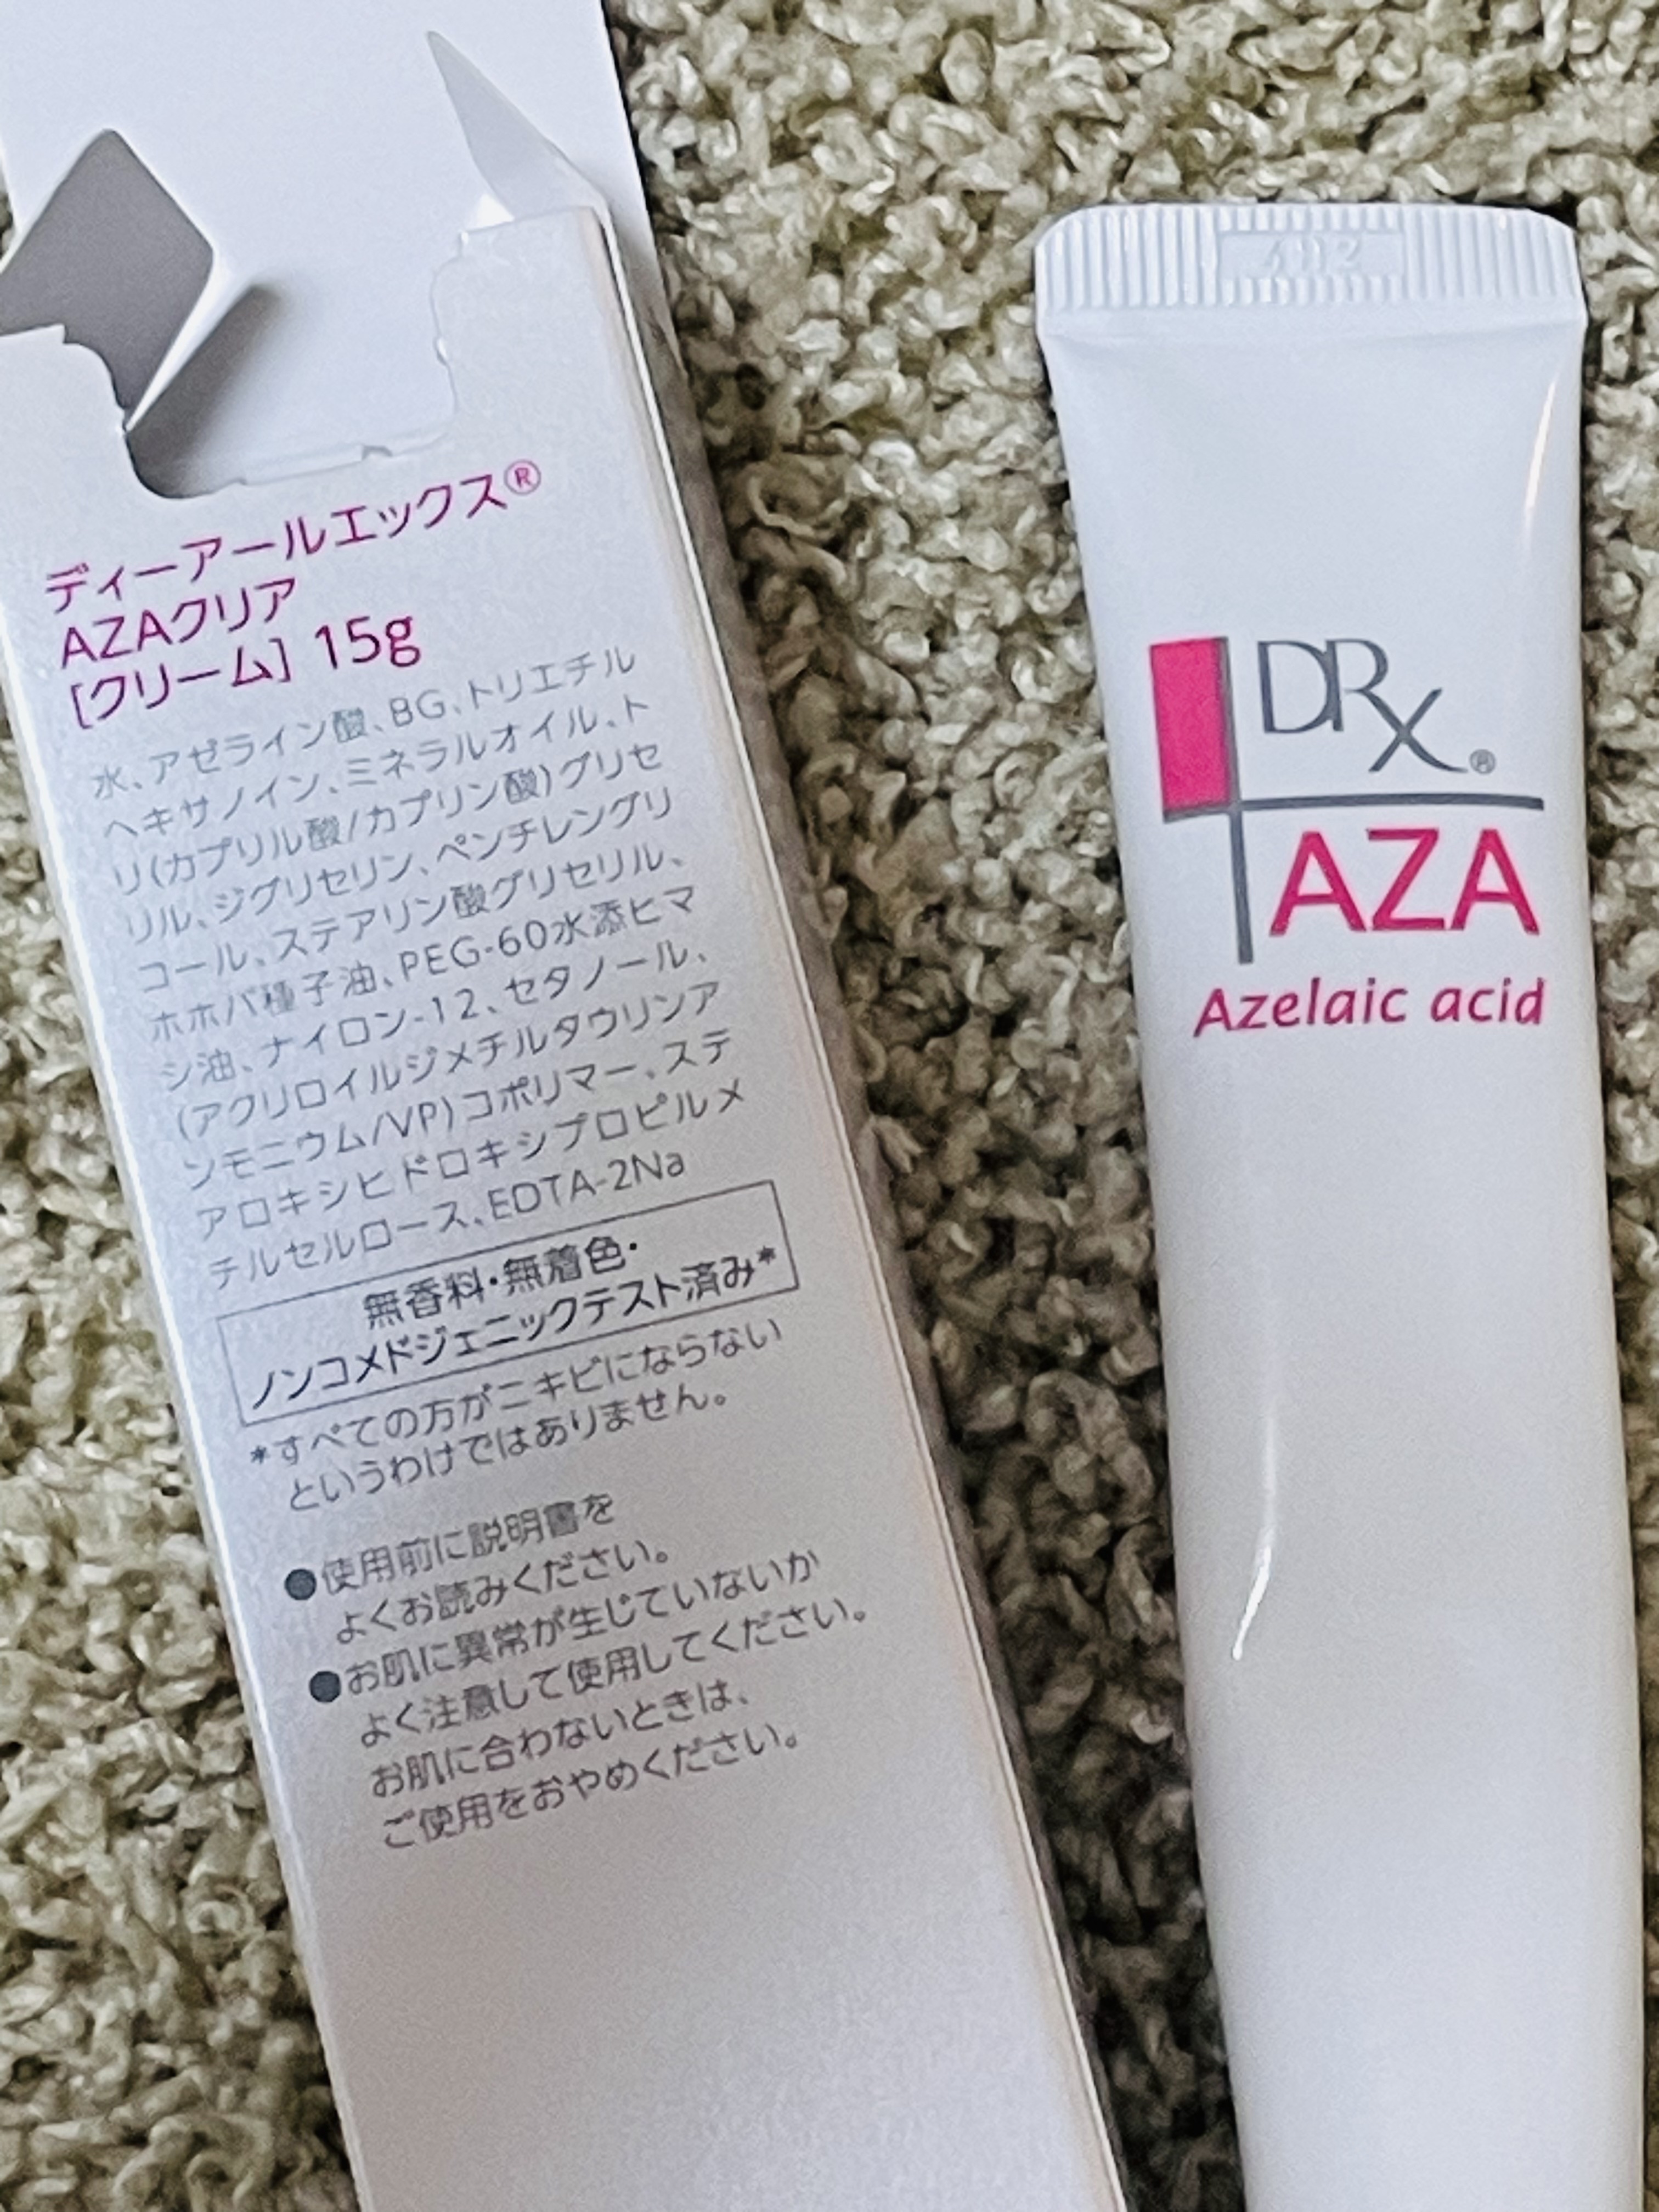 ディーアールエックス®
AZAクリア
［クリーム］15g
水、アゼライン酸、BG、トリエチル
ヘキサノイン、ミネラルオイル、ト
リ(カプリル酸/カプリン酸)グリセ
リル、ジグリセリン、ペンチレングリ
コール、ステアリン酸グリセリル、
ホホバ種子油、PEG-60水添ヒマ
シ油、ナイロン-12、セタノール、
(アクリロイルジメチルタウリンア
ンモニウム/VP)コポリマー、ステ
アロキシヒドロキシプロピルメ
チルセルロース、EDTA-2Na
無香料・無着色・
ノンコメドジェニックテスト済み*
*すべての方がニキビにならない
というわけではありません。
●使用前に説明書を
よくお読みください。
●お肌に異常が生じていないか
よく注意して使用してください。
お肌に合わないときは、
ご使用をおやめください。
DRX®
AZA
Azelaic acid